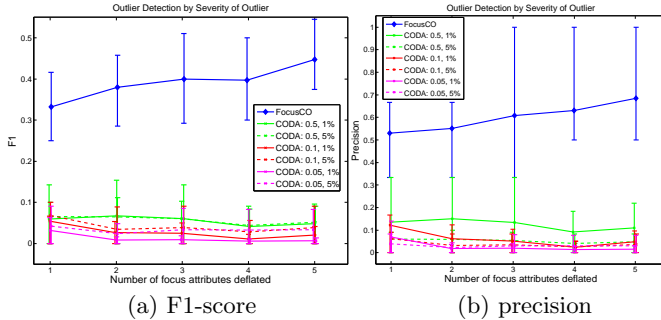 Outlier Detection by Severity of Outlier
0.5
0.4
0.3
0.2
0.1
0
F1
FocusCO
CODA: 0.5, 1%
CODA: 0.5, 5%
CODA: 0.1, 1%
CODA: 0.1, 5%
CODA: 0.05, 1%
CODA: 0.05, 5%
1 2 3 4 5
Number of focus attributes deflated
(a) F1-score
Outlier Detection by Severity of Outlier
FocusCO
CODA: 0.5, 1%
CODA: 0.5, 5%
CODA: 0.1, 1%
CODA: 0.1, 5%
CODA: 0.05, 1%
CODA: 0.05, 5%
1
0.9
0.8
0.7
0.6
0.5
0.4
0.3
0.2
0.1
0
Precision
1 2 3 4 5
Number of focus attributes deflated
(b) precision